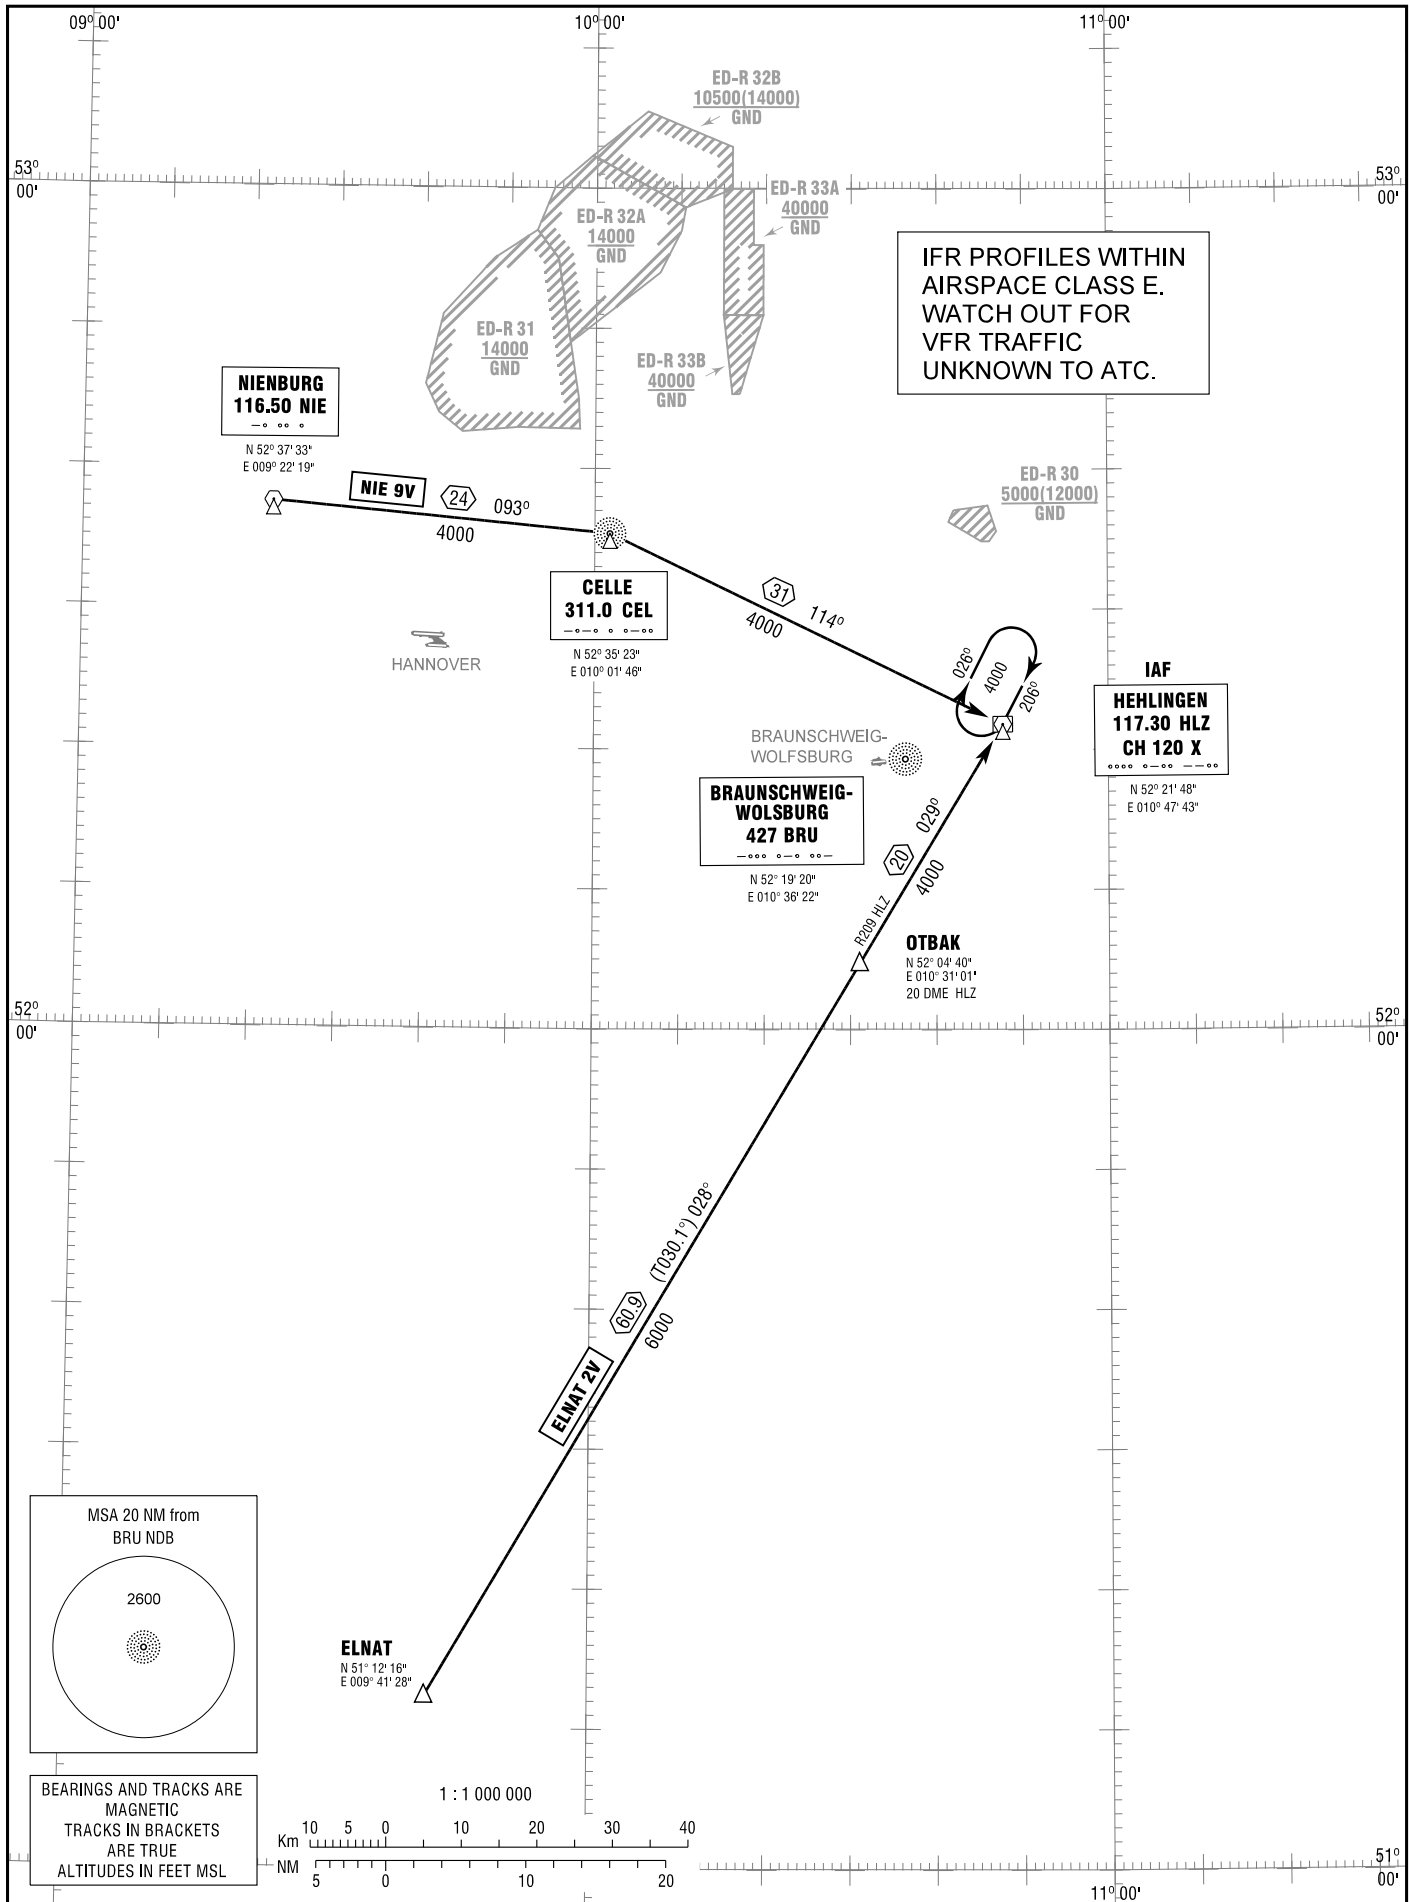 09° 00'
10° 00'
11° 00'
ED-R 32B
10500(14000)
GND
53°
00'
53°
00'
ED-R 33A
40000
GND
ED-R 32A
14000
GND
IFR PROFILES WITHIN
AIRSPACE CLASS E.
WATCH OUT FOR
VFR TRAFFIC
UNKNOWN TO ATC.
ED-R 31
14000
GND
ED-R 33B
40000
GND
NIENBURG
116.50 NIE
N 52° 37' 33"
E 009° 22' 19"
ED-R 30
5000(12000)
GND
NIE 9V
24
093°
4000
CELLE
311.0 CEL
N 52° 35' 23"
E 010° 01' 46"
31
114°
4000
HANNOVER
026°
4000
206°
IAF
HEHLINGEN
117.30 HLZ
CH 120 X
N 52° 21' 48"
E 010° 47' 43"
BRAUNSCHWEIG-
WOLFSBURG
BRAUNSCHWEIG-
WOLSBURG
427 BRU
N 52° 19' 20"
E 010° 36' 22"
029°
20
4000
R209 HLZ
OTBAK
N 52° 04' 40"
E 010° 31' 01"
20 DME HLZ
52°
00'
52°
00'
(T030.1°) 028°
60.9
6000
ELNAT 2V
MSA 20 NM from
BRU NDB
2600
ELNAT
N 51° 12' 16"
E 009° 41' 28"
BEARINGS AND TRACKS ARE
MAGNETIC
TRACKS IN BRACKETS
ARE TRUE
ALTITUDES IN FEET MSL
1 : 1 000 000
Km 10 5 0 10 20 30 40
NM 5 0 10 20
51°
00'
11° 00'